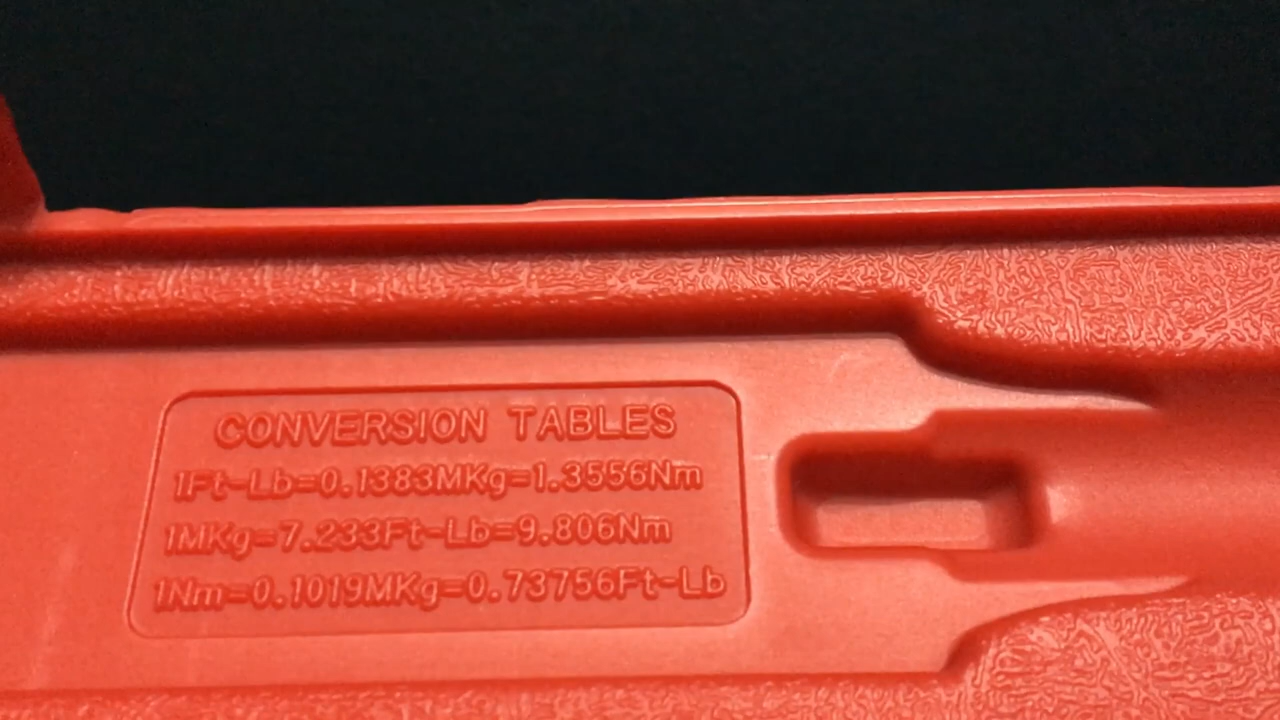 CONVERSION TABLES
1Ft-Lb=0.1383MKg=1.3556Nm
1MKg=7.233Ft-Lb=9.806Nm
1Nm=0.1019MKg=0.73756Ft-Lb